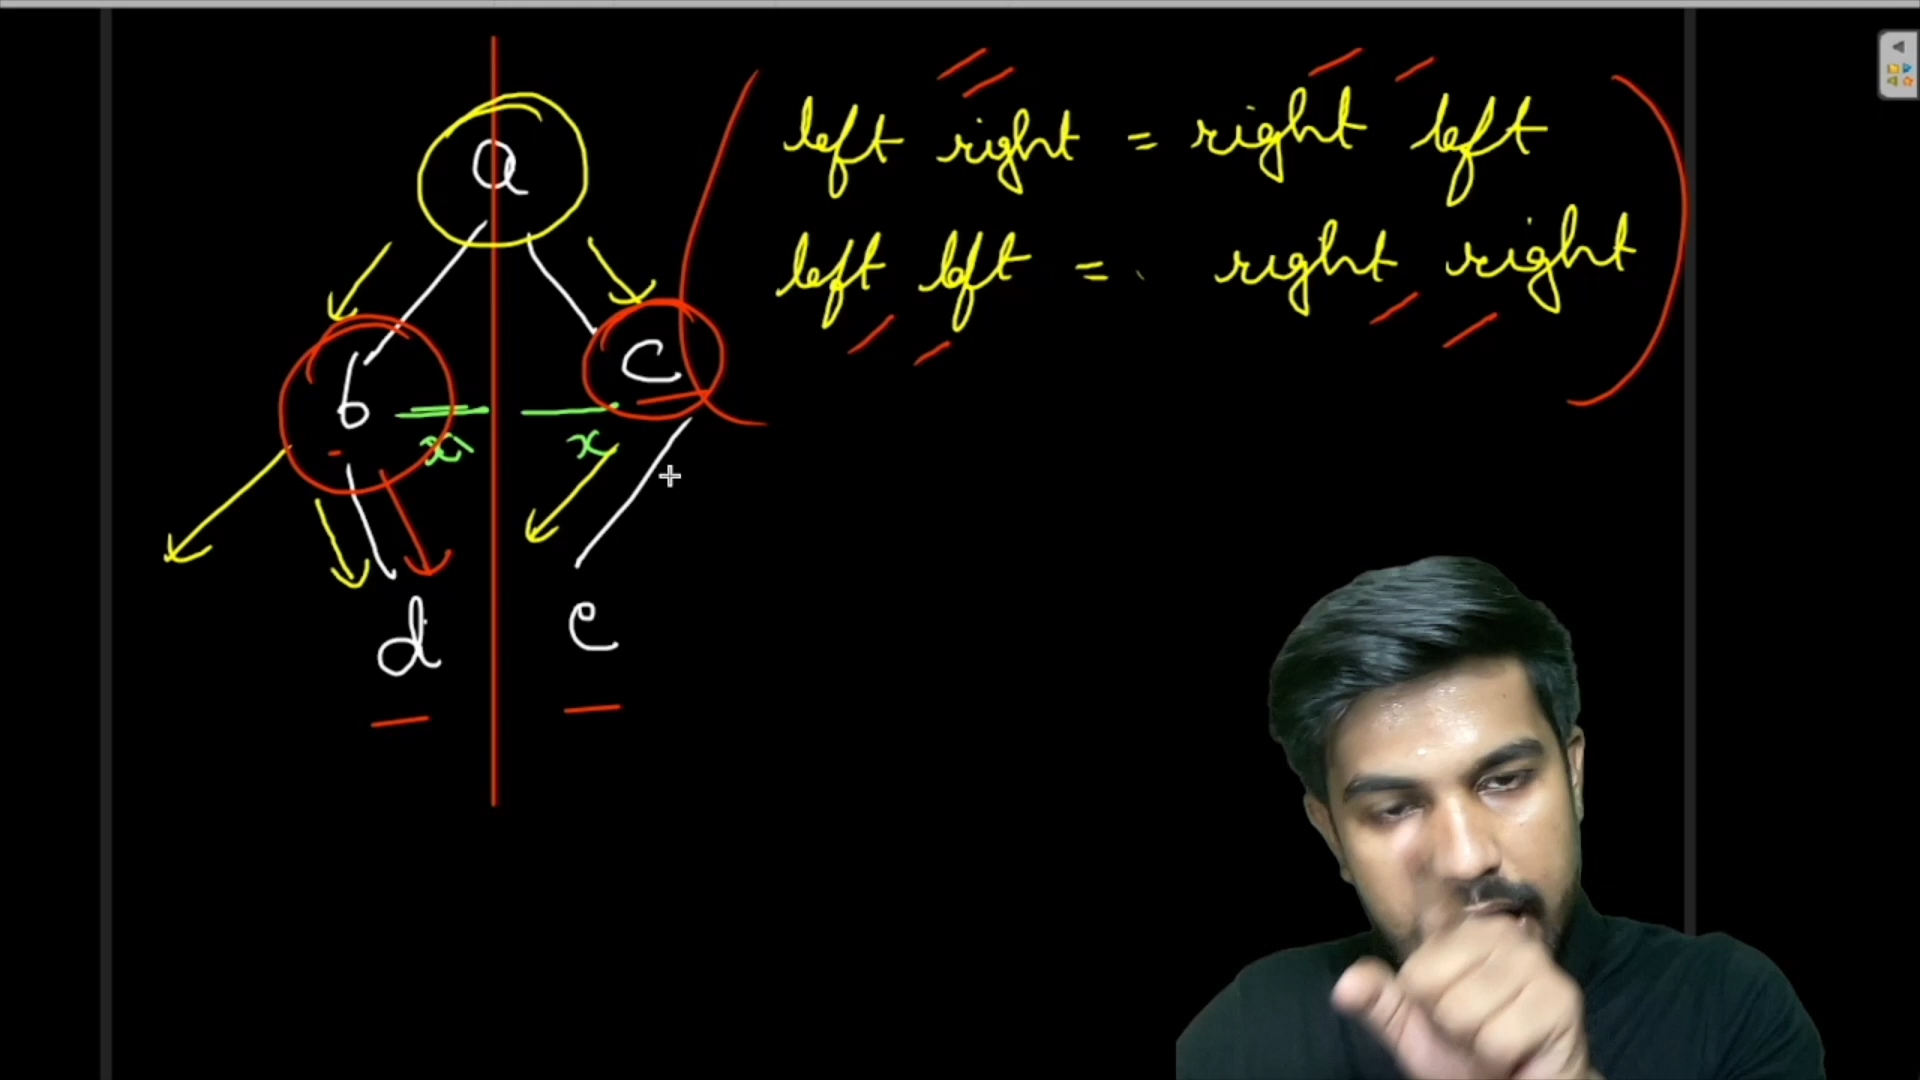 a
left right = right left
left left = right right
b c
x x
d e